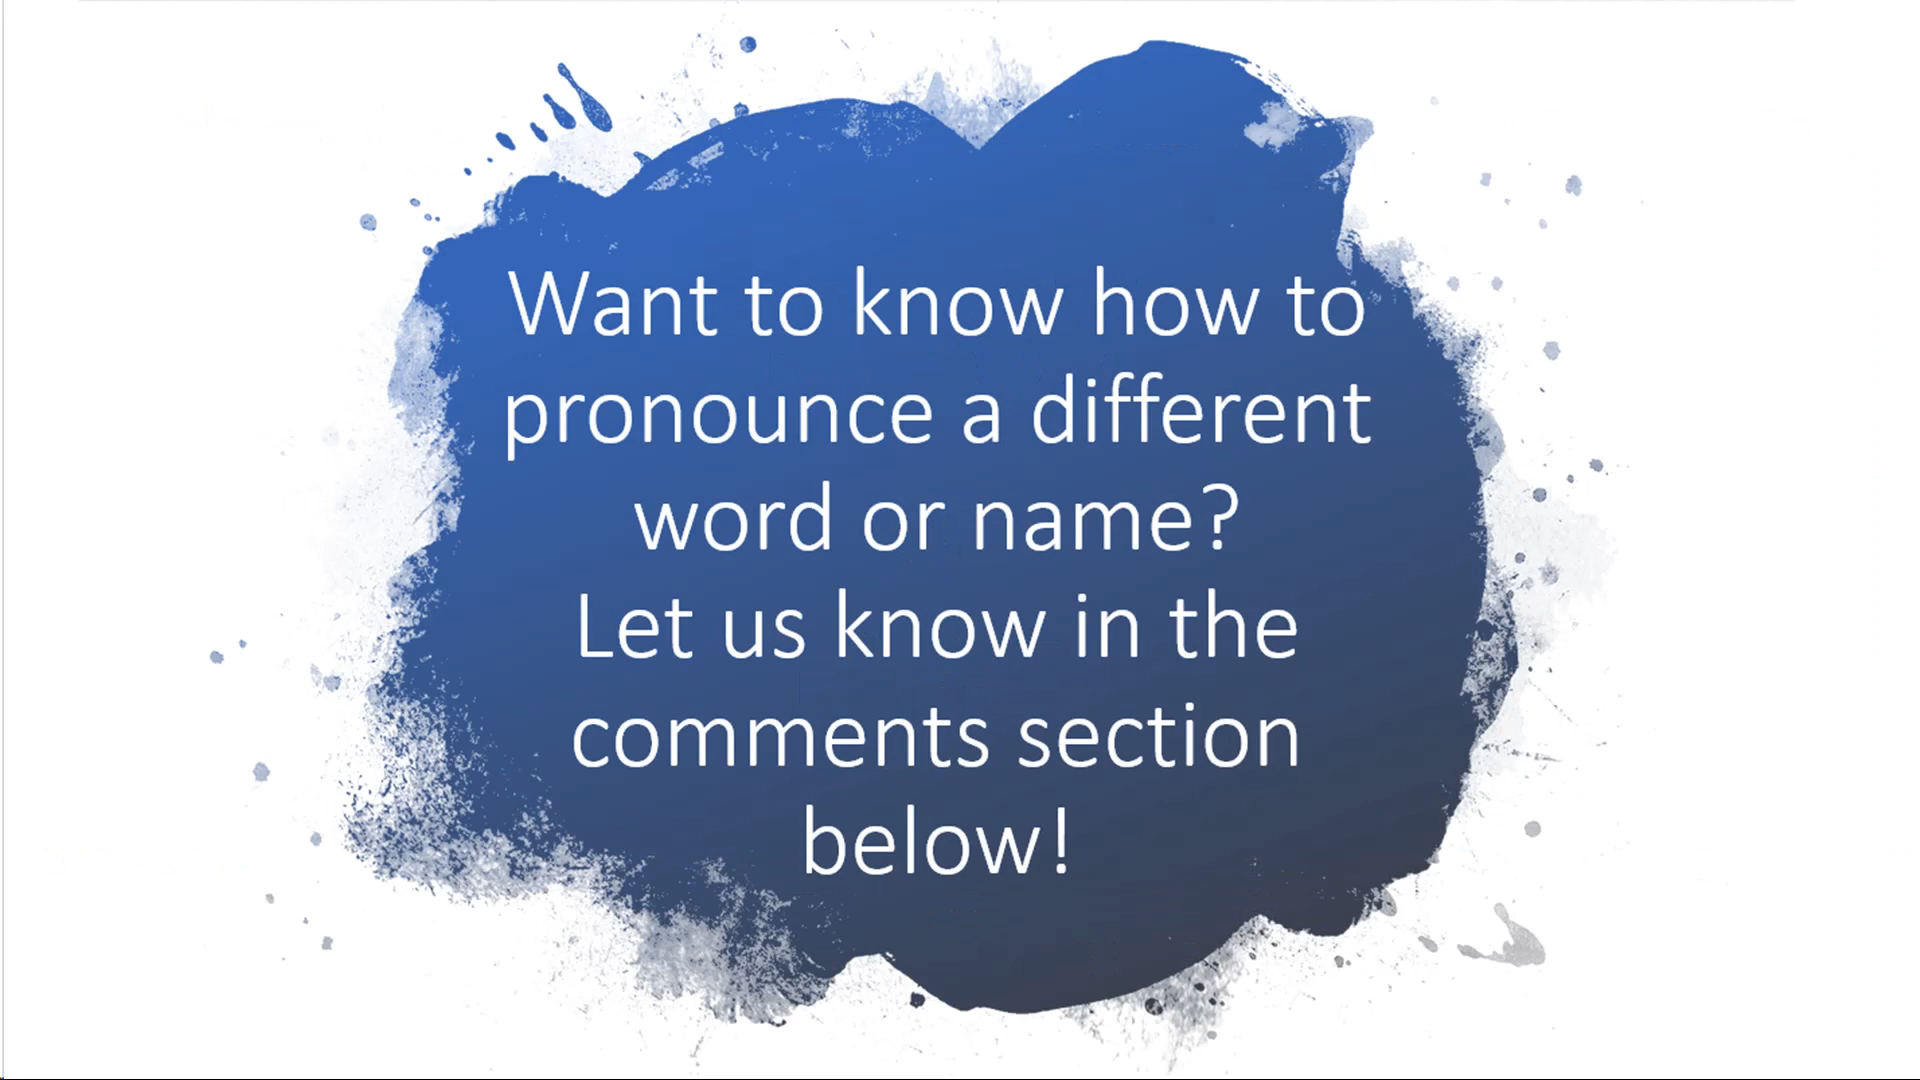 Want to know how to
pronounce a different
word or name?
Let us know in the
comments section
below!